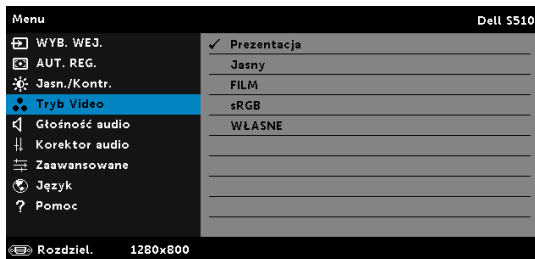 Menu Dell S510
WYB. WEJ.
AUT. REG.
Jasn./Kontr.
Tryb Video
Głośność audio
Korektor audio
Zaawansowane
Język
? Pomoc
✓ Prezentacja
Jasny
FILM
sRGB
WŁASNE
Rozdziel. 1280x800